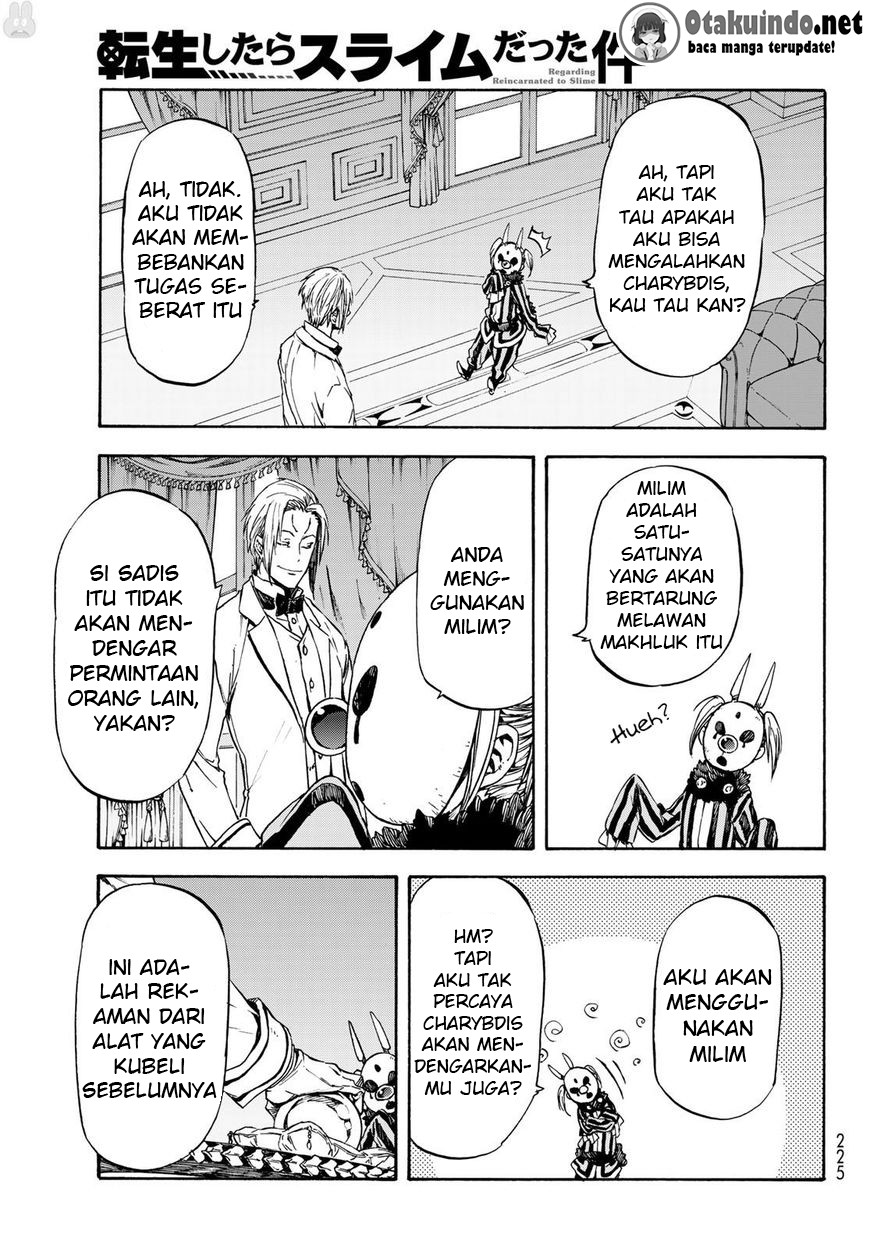 Otakuindo.net
baca manga terupdate!
転生したらスライムだった件
Regarding
Reincarnated to Slime
AH, TAPI
AKU TAK
TAU APAKAH
AKU BISA
MENGALAHKAN
CHARYBDIS,
KAU TAU KAN?
AH, TIDAK.
AKU TIDAK
AKAN MEM-
BEBANKAN
TUGAS SE-
BERAT ITU
MILIM
ADALAH
SATU-
SATUNYA
YANG AKAN
BERTARUNG
MELAWAN
MAKHLUK ITU
Hueh?
ANDA
MENG-
GUNAKAN
MILIM?
SI SADIS
ITU TIDAK
AKAN MEN-
DENGAR
PERMINTAAN
ORANG LAIN,
YAKAN?
AKU AKAN
MENGGU-
NAKAN
MILIM
HM?
TAPI
AKU TAK
PERCAYA
CHARYBDIS
AKAN MEN-
DENGARKAN-
MU JUGA?
INI ADA-
LAH REK-
AMAN DARI
ALAT YANG
KUBELI
SEBELUMNYA
225